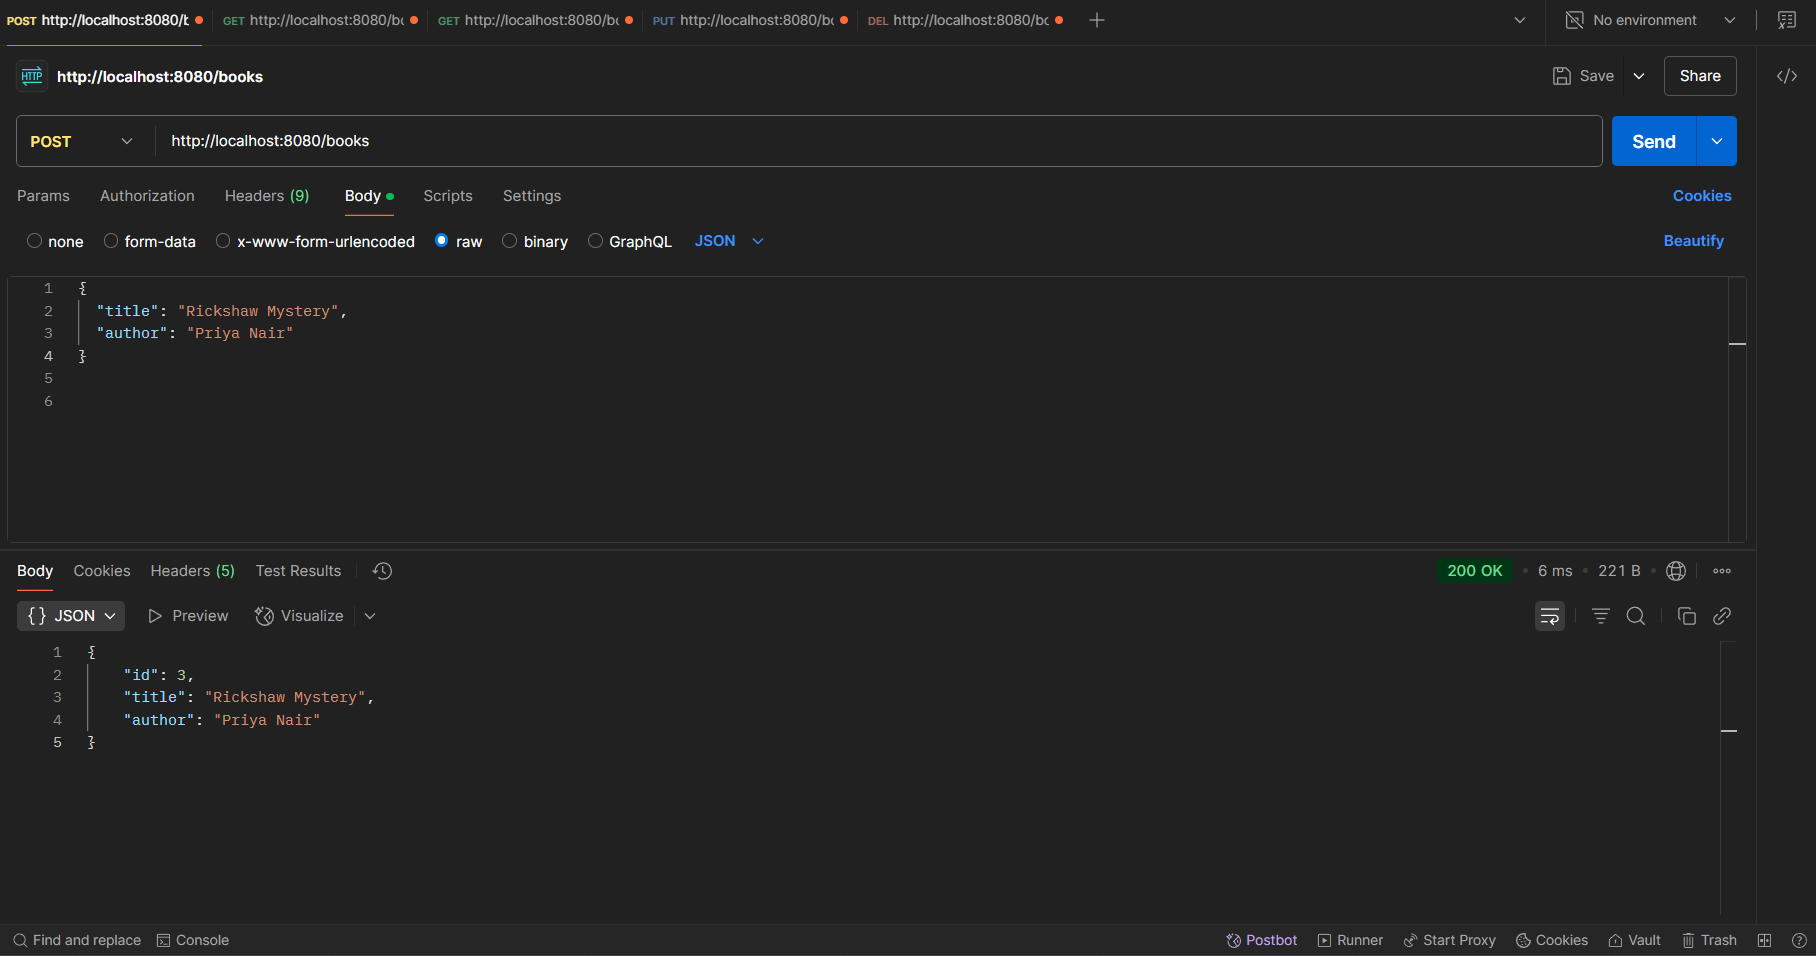 POST http://localhost:8080/b GET http://localhost:8080/bo GET http://localhost:8080/bo PUT http://localhost:8080/bo DEL http://localhost:8080/bo No environment
HTTP http://localhost:8080/books Save Share
POST http://localhost:8080/books Send
Params Authorization Headers (9) Body Scripts Settings Cookies
none form-data x-www-form-urlencoded raw binary GraphQL JSON Beautify
1 {
2 "title": "Rickshaw Mystery",
3 "author": "Priya Nair"
4 }
5
6
Body Cookies Headers (5) Test Results 200 OK • 6 ms • 221 B •
{} JSON Preview Visualize
1 {
2 "id": 3,
3 "title": "Rickshaw Mystery",
4 "author": "Priya Nair"
5 }
Find and replace Console Postbot Runner Start Proxy Cookies Vault Trash